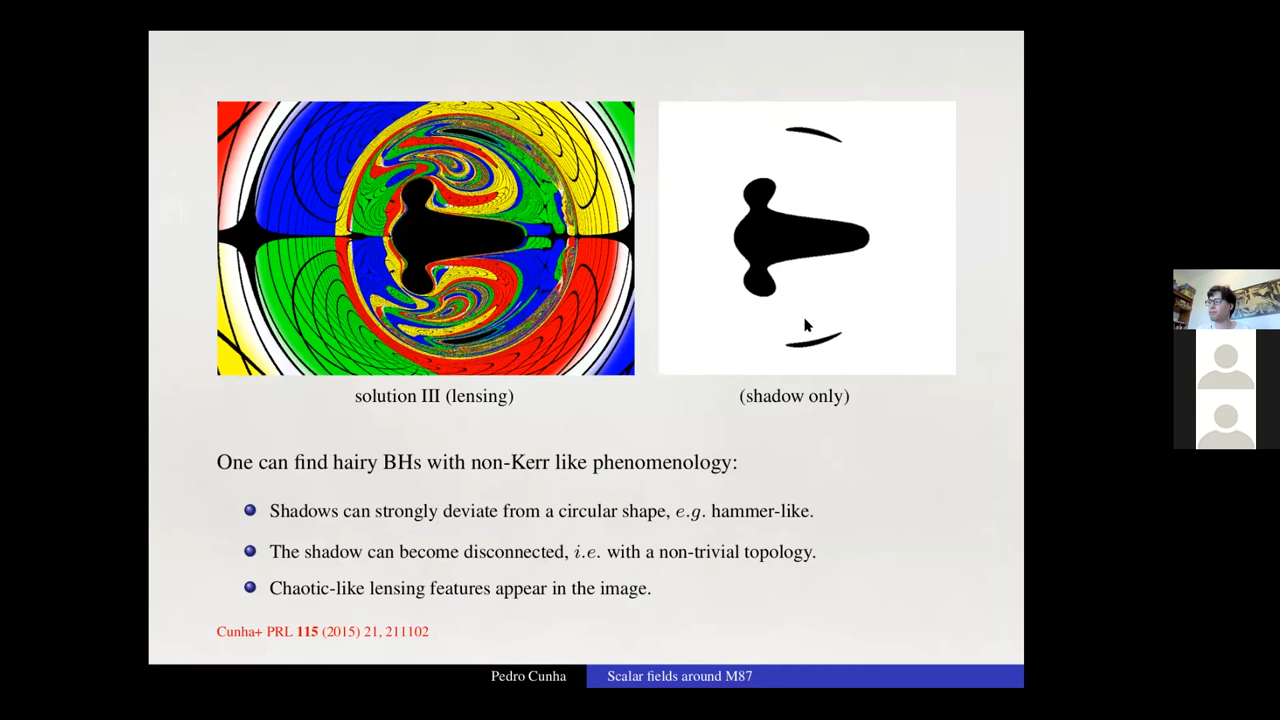 solution III (lensing)
(shadow only)
One can find hairy BHs with non-Kerr like phenomenology:
Shadows can strongly deviate from a circular shape, e.g. hammer-like.
The shadow can become disconnected, i.e. with a non-trivial topology.
Chaotic-like lensing features appear in the image.
Cunha+ PRL 115 (2015) 21, 211102
Pedro Cunha
Scalar fields around M87